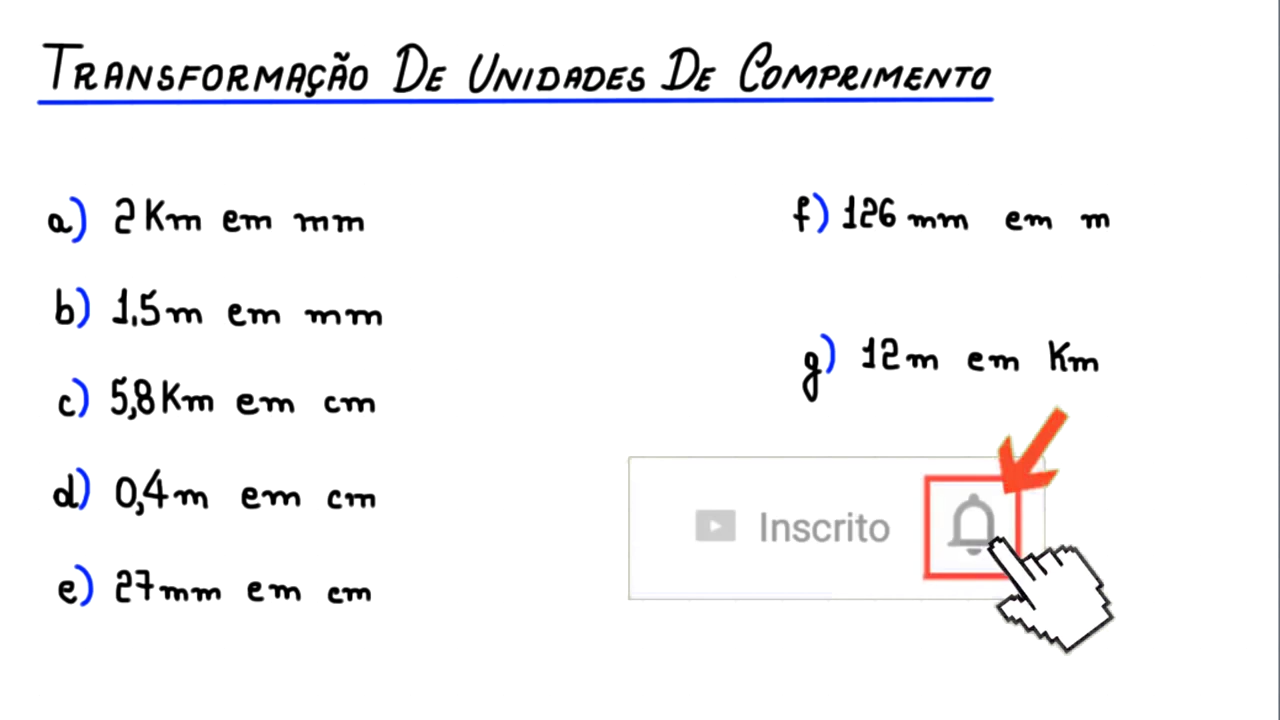 Transformação De Unidades De Comprimento
a) 2 Km em mm
b) 1,5 m em mm
c) 5,8 Km em cm
d) 0,4 m em cm
e) 27 mm em cm
f) 126 mm em m
g) 12 m em Km
Inscrito